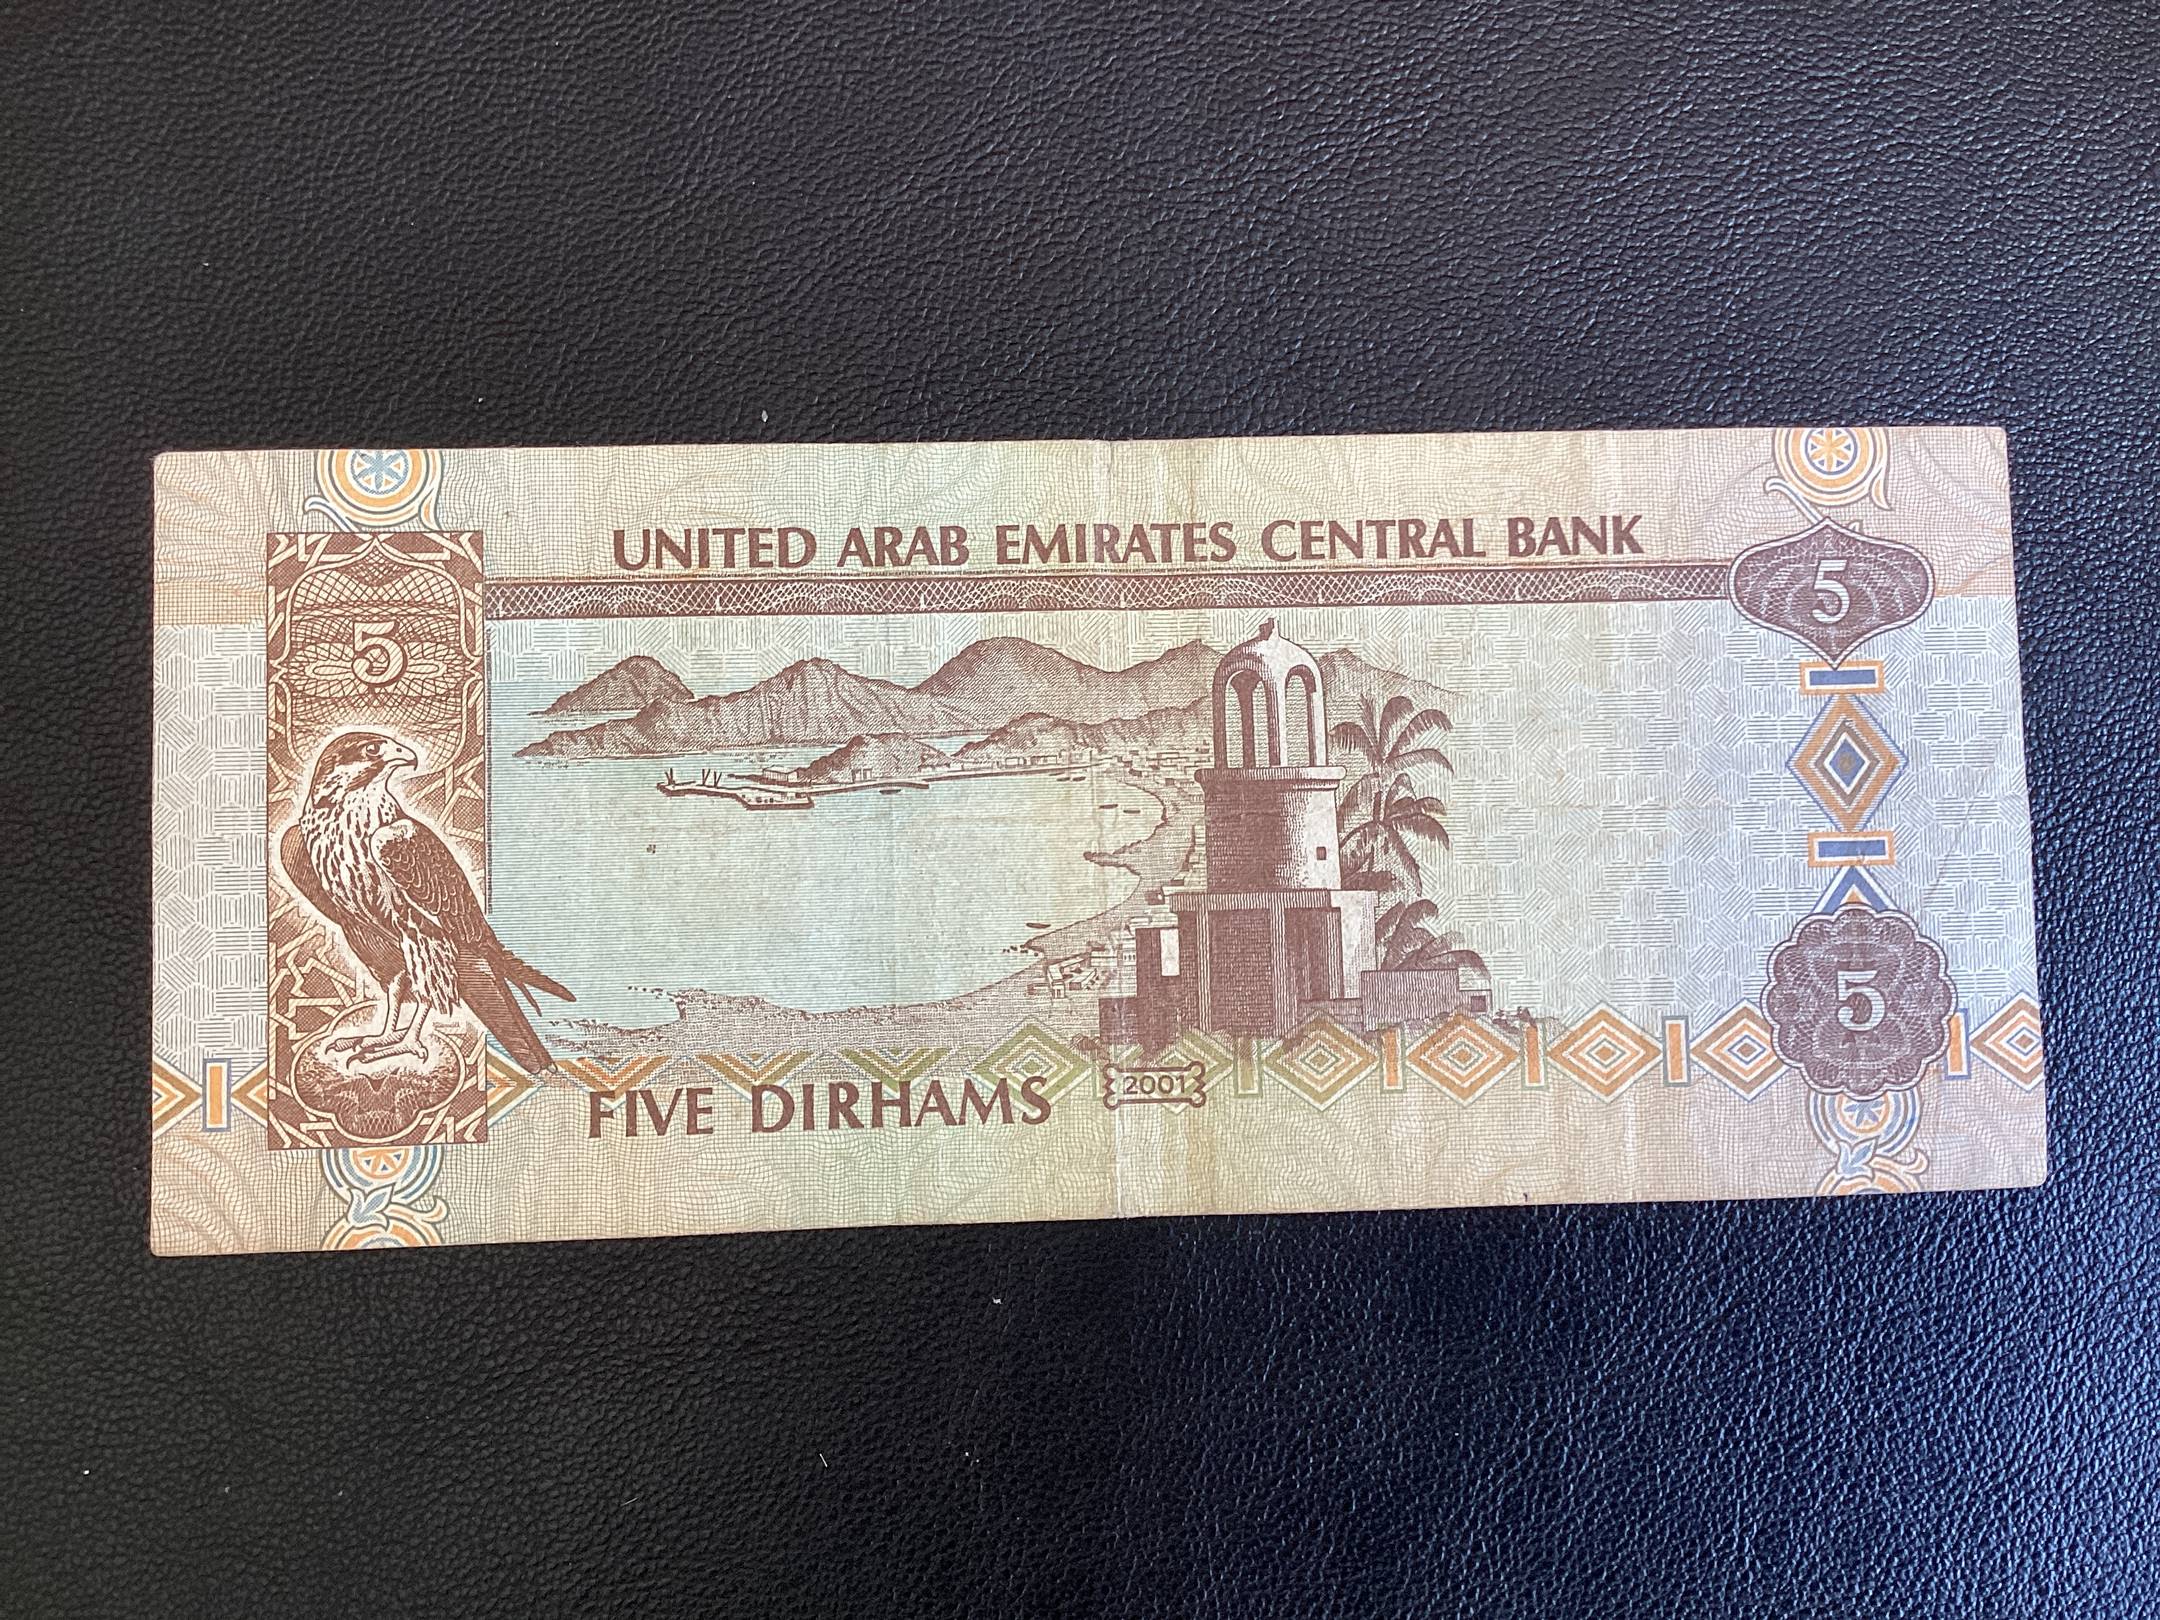 UNITED ARAB EMIRATES CENTRAL BANK
5
5
5
FIVE DIRHAMS
2001